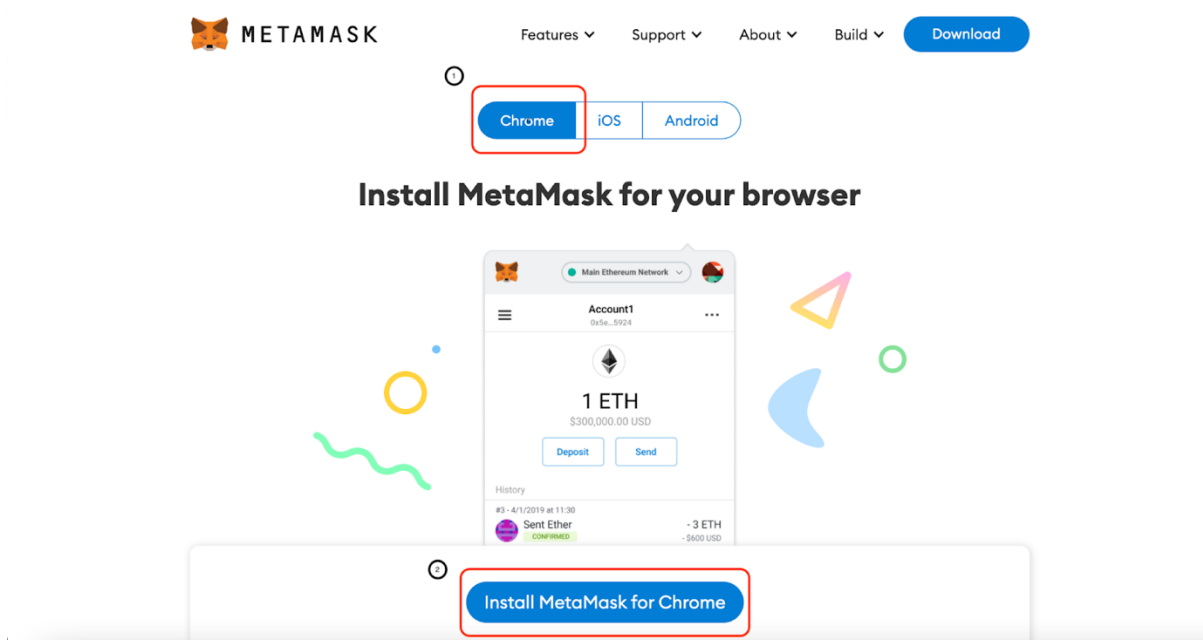 METAMASK Features Support About Build Download
1
Chrome iOS Android
Install MetaMask for your browser
Main Ethereum Network
Account1
0x5e...5924
1 ETH
$300,000.00 USD
Deposit Send
History
#3 - 4/1/2019 at 11:30
Sent Ether - 3 ETH
CONFIRMED - $600 USD
2
Install MetaMask for Chrome